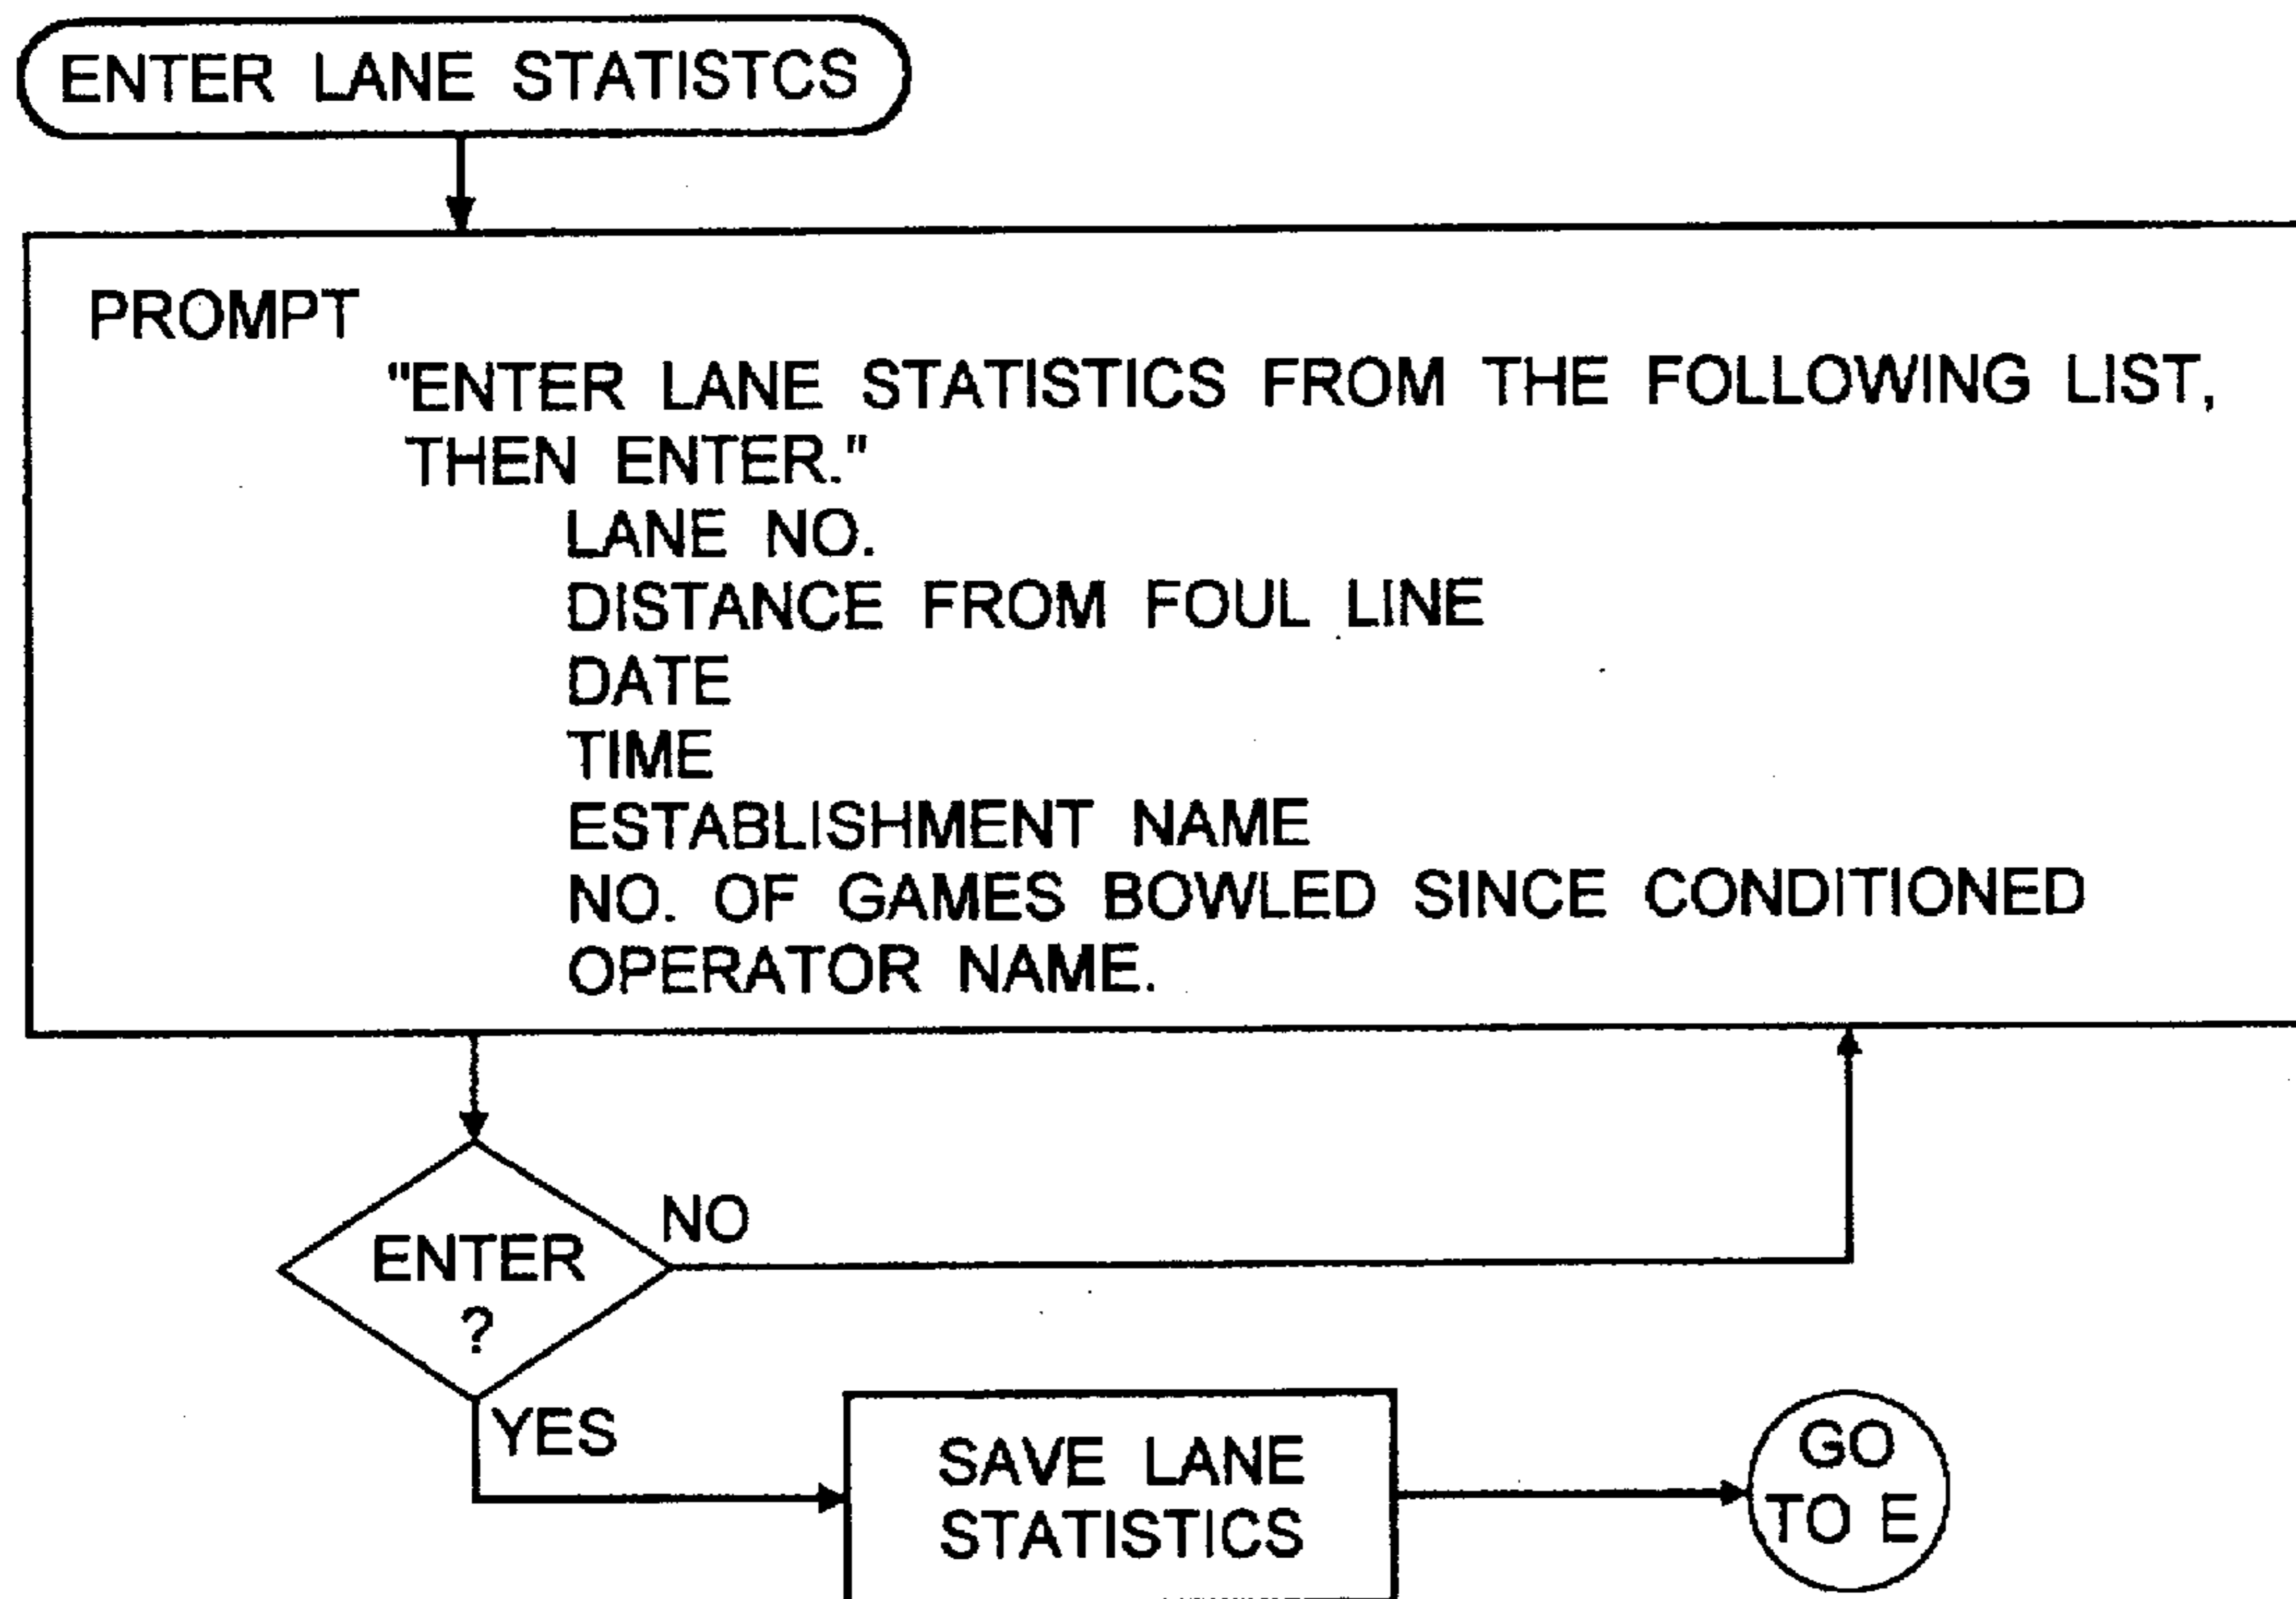 ENTER LANE STATISTCS
PROMPT
"ENTER LANE STATISTICS FROM THE FOLLOWING LIST,
THEN ENTER."
LANE NO.
DISTANCE FROM FOUL LINE
DATE
TIME
ESTABLISHMENT NAME
NO. OF GAMES BOWLED SINCE CONDITIONED
OPERATOR NAME.
ENTER
?
NO
YES
SAVE LANE
STATISTICS
GO
TO E